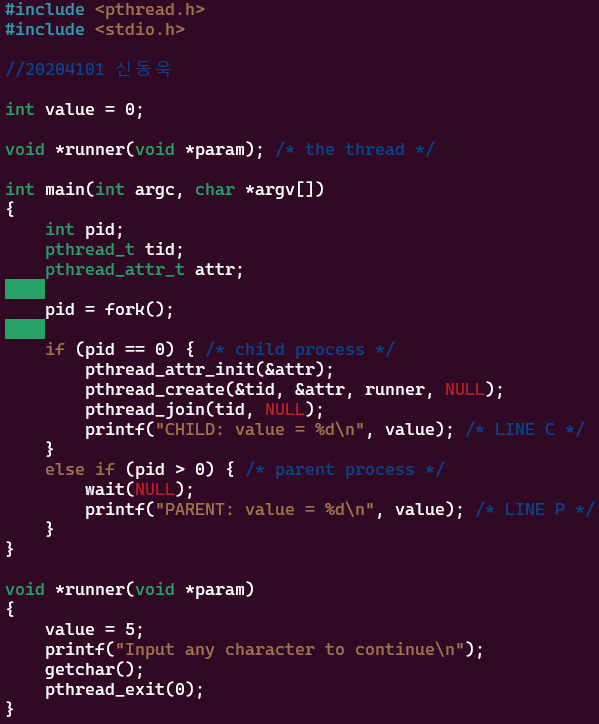 #include <pthread.h>
#include <stdio.h>
//20204101 신동욱
int value = 0;
void *runner(void *param); /* the thread */
int main(int argc, char *argv[])
{
    int pid;
    pthread_t tid;
    pthread_attr_t attr;
    pid = fork();
    if (pid == 0) { /* child process */
        pthread_attr_init(&attr);
        pthread_create(&tid, &attr, runner, NULL);
        pthread_join(tid, NULL);
        printf("CHILD: value = %d\n", value); /* LINE C */
    }
    else if (pid > 0) { /* parent process */
        wait(NULL);
        printf("PARENT: value = %d\n", value); /* LINE P */
    }
}
void *runner(void *param)
{
    value = 5;
    printf("Input any character to continue\n");
    getchar();
    pthread_exit(0);
}